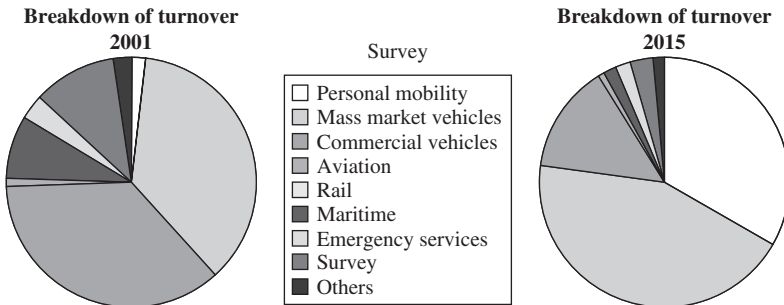 Breakdown of turnover
2001
Survey
Personal mobility
Mass market vehicles
Commercial vehicles
Aviation
Rail
Maritime
Emergency services
Survey
Others
Breakdown of turnover
2015